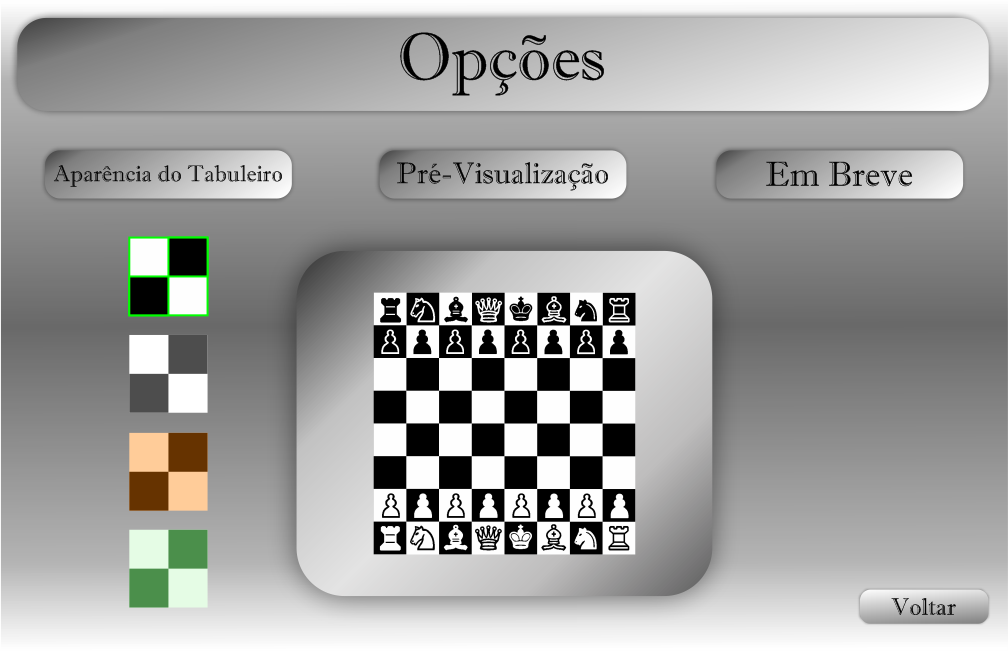 Opções
Aparência do Tabuleiro
Pré-Visualização
Em Breve
Voltar